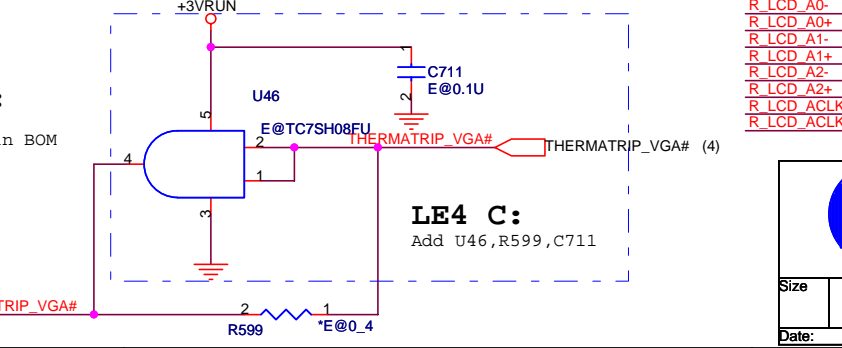 +3VRUN
R_LCD_A0-
R_LCD_A0+
R_LCD_A1-
R_LCD_A1+
R_LCD_A2-
R_LCD_A2+
R_LCD_ACLK
R_LCD_ACLK
1
C711
E@0.1U
2
U46
5
E@TC7SH08FU
in BOM
2
THERMATRIP_VGA#
THERMATRIP_VGA# (4)
4
1
3
LE4 C:
Add U46,R599,C711
TRIP_VGA#
2
1
R599
*E@0_4
Size
Date: